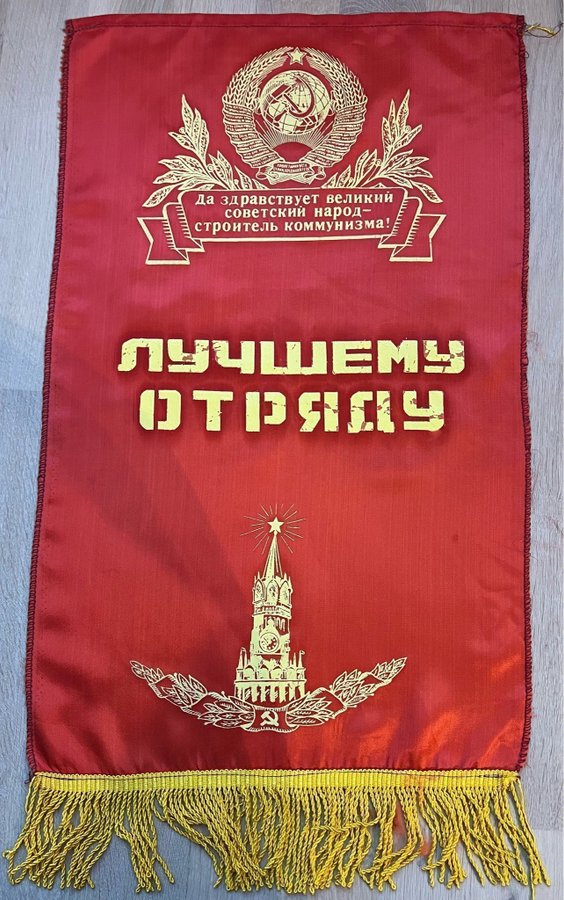 Да здравствует великий
советский народ–
строитель коммунизма!
ЛУЧШЕМУ
ОТРЯДУ